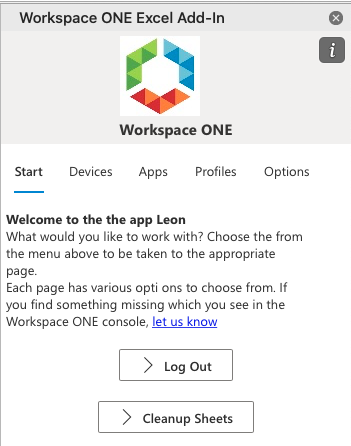 Workspace ONE Excel Add-In
i
Workspace ONE
Start Devices Apps Profiles Options
Welcome to the the app Leon
What would you like to work with? Choose the from
the menu above to be taken to the appropriate
page.
Each page has various opti ons to choose from. If
you find something missing which you see in the
Workspace ONE console, let us know
Log Out
Cleanup Sheets